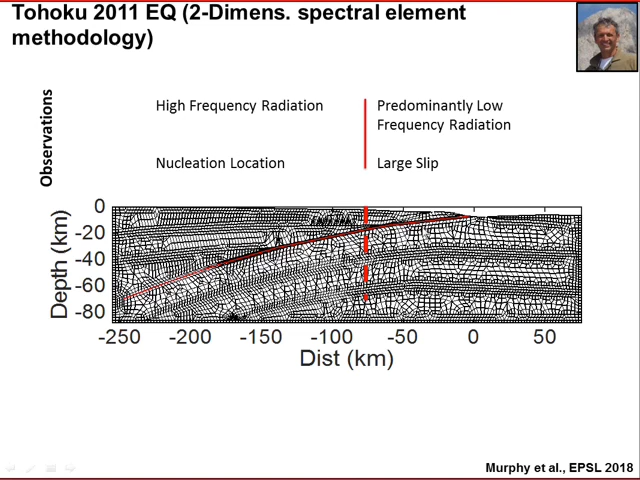 Tohoku 2011 EQ (2-Dimens. spectral element
methodology)
Observations
High Frequency Radiation
Predominantly Low
Frequency Radiation
Nucleation Location
Large Slip
Depth (km)
0
-20
-40
-60
-80
-250 -200 -150 -100 -50 0 50
Dist (km)
Murphy et al., EPSL 2018